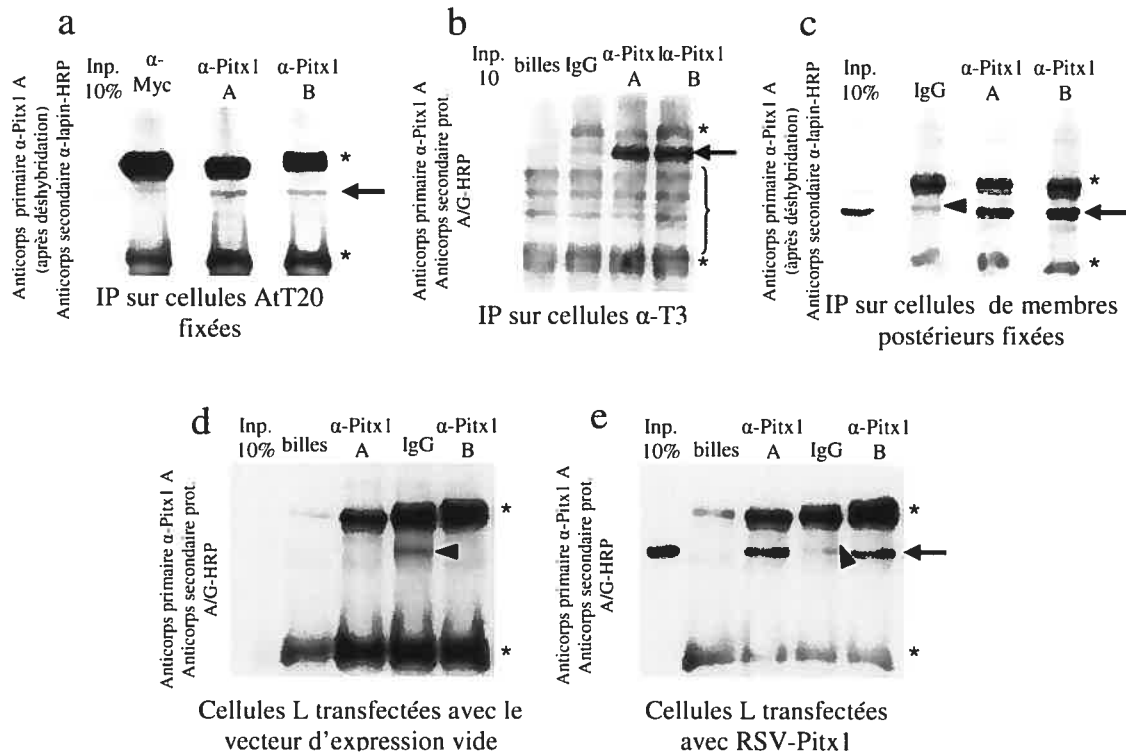 a
Anticorps primaire α-Pitx1 A
(après déshybridation)
Anticorps secondaire α-lapin-HRP
Inp.
10%
α-
Myc
α-Pitx1
A
α-Pitx1
B
*
*
IP sur cellules AtT20
fixées
b
Anticorps primaire α-Pitx1 A
Anticorps secondaire prot.
A/G-HRP
Inp.
10
billes
IgG
α-Pitx1
A
α-Pitx1
B
*
*
IP sur cellules α-T3
c
Anticorps primaire α-Pitx1 A
(àprès déshybridation)
Anticorps secondaire α-lapin-HRP
Inp.
10%
IgG
α-Pitx1
A
α-Pitx1
B
*
*
IP sur cellules de membres
postérieurs fixées
d
Anticorps primaire α-Pitx1 A
Anticorps secondaire prot.
A/G-HRP
Inp.
10%
billes
α-Pitx1
A
IgG
α-Pitx1
B
*
*
Cellules L transfectées avec le
vecteur d'expression vide
e
Anticorps primaire α-Pitx1 A
Anticorps secondaire prot.
A/G-HRP
Inp.
10%
billes
α-Pitx1
A
IgG
α-Pitx1
B
*
*
Cellules L transfectées
avec RSV-Pitx1